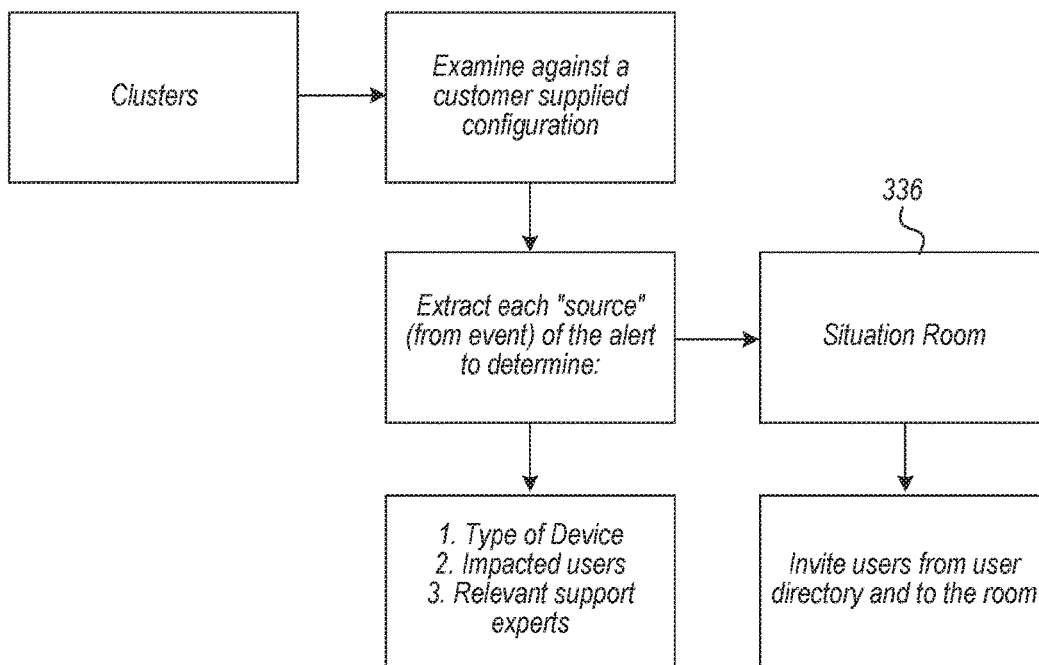 Clusters
Examine against a
customer supplied
configuration
336
Extract each "source"
(from event) of the alert
to determine:
Situation Room
1. Type of Device
2. Impacted users
3. Relevant support
experts
Invite users from user
directory and to the room